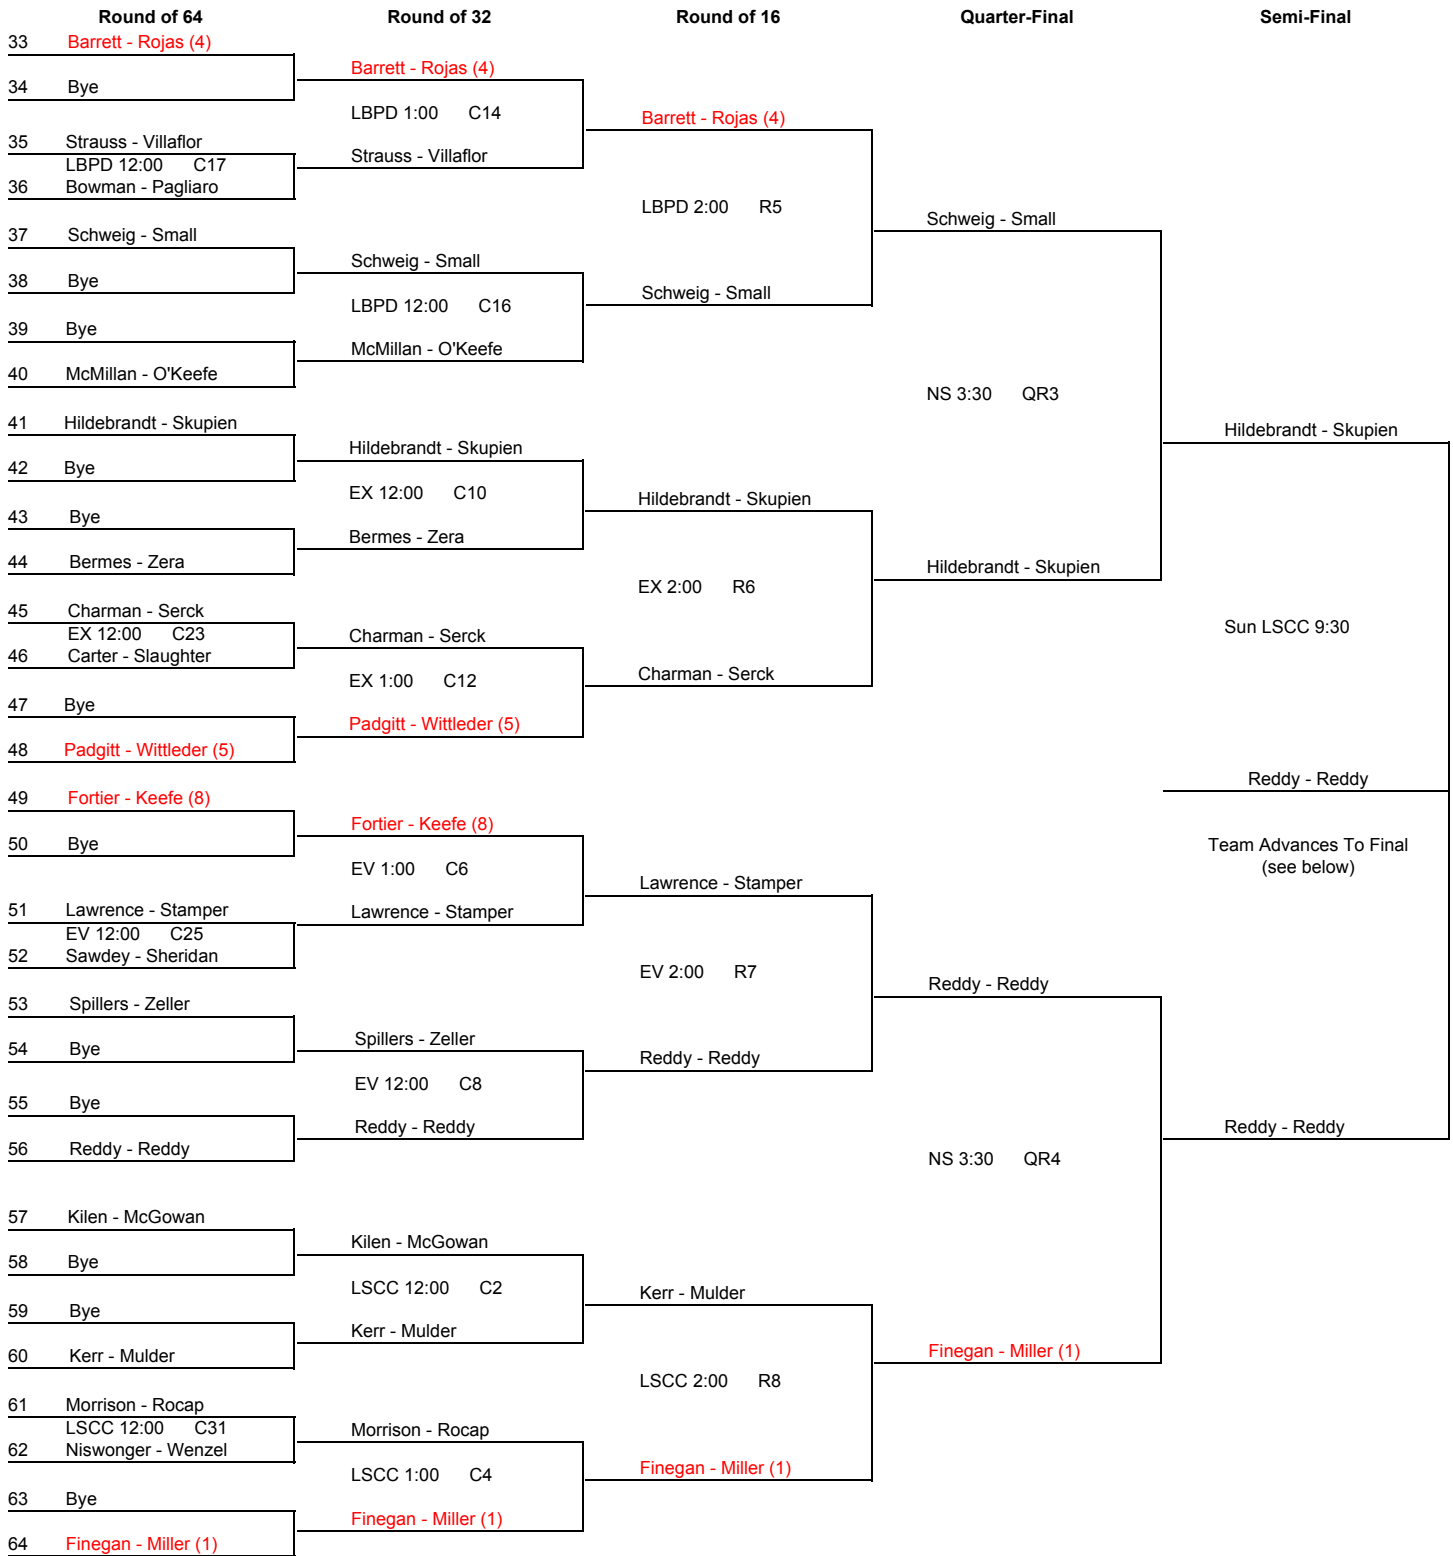 Round of 64 Round of 32 Round of 16 Quarter-Final Semi-Final
33 Barrett - Rojas (4)
Barrett - Rojas (4)
34 Bye
LBPD 1:00 C14
Barrett - Rojas (4)
35 Strauss - Villaflor
Strauss - Villaflor
LBPD 12:00 C17
36 Bowman - Pagliaro
LBPD 2:00 R5
Schweig - Small
37 Schweig - Small
Schweig - Small
38 Bye
Schweig - Small
LBPD 12:00 C16
39 Bye
McMillan - O'Keefe
40 McMillan - O'Keefe
NS 3:30 QR3
41 Hildebrandt - Skupien
Hildebrandt - Skupien
Hildebrandt - Skupien
42 Bye
EX 12:00 C10
Hildebrandt - Skupien
43 Bye
Bermes - Zera
44 Bermes - Zera
Hildebrandt - Skupien
EX 2:00 R6
45 Charman - Serck
Sun LSCC 9:30
EX 12:00 C23
Charman - Serck
46 Carter - Slaughter
Charman - Serck
EX 1:00 C12
47 Bye
Padgitt - Wittleder (5)
48 Padgitt - Wittleder (5)
Reddy - Reddy
49 Fortier - Keefe (8)
Fortier - Keefe (8)
50 Bye
Team Advances To Final
(see below)
EV 1:00 C6
Lawrence - Stamper
51 Lawrence - Stamper
Lawrence - Stamper
EV 12:00 C25
52 Sawdey - Sheridan
EV 2:00 R7
Reddy - Reddy
53 Spillers - Zeller
Spillers - Zeller
54 Bye
Reddy - Reddy
EV 12:00 C8
55 Bye
Reddy - Reddy
Reddy - Reddy
56 Reddy - Reddy
NS 3:30 QR4
57 Kilen - McGowan
Kilen - McGowan
58 Bye
LSCC 12:00 C2
Kerr - Mulder
59 Bye
Kerr - Mulder
60 Kerr - Mulder
Finegan - Miller (1)
LSCC 2:00 R8
61 Morrison - Rocap
LSCC 12:00 C31
Morrison - Rocap
62 Niswonger - Wenzel
Finegan - Miller (1)
LSCC 1:00 C4
63 Bye
Finegan - Miller (1)
64 Finegan - Miller (1)